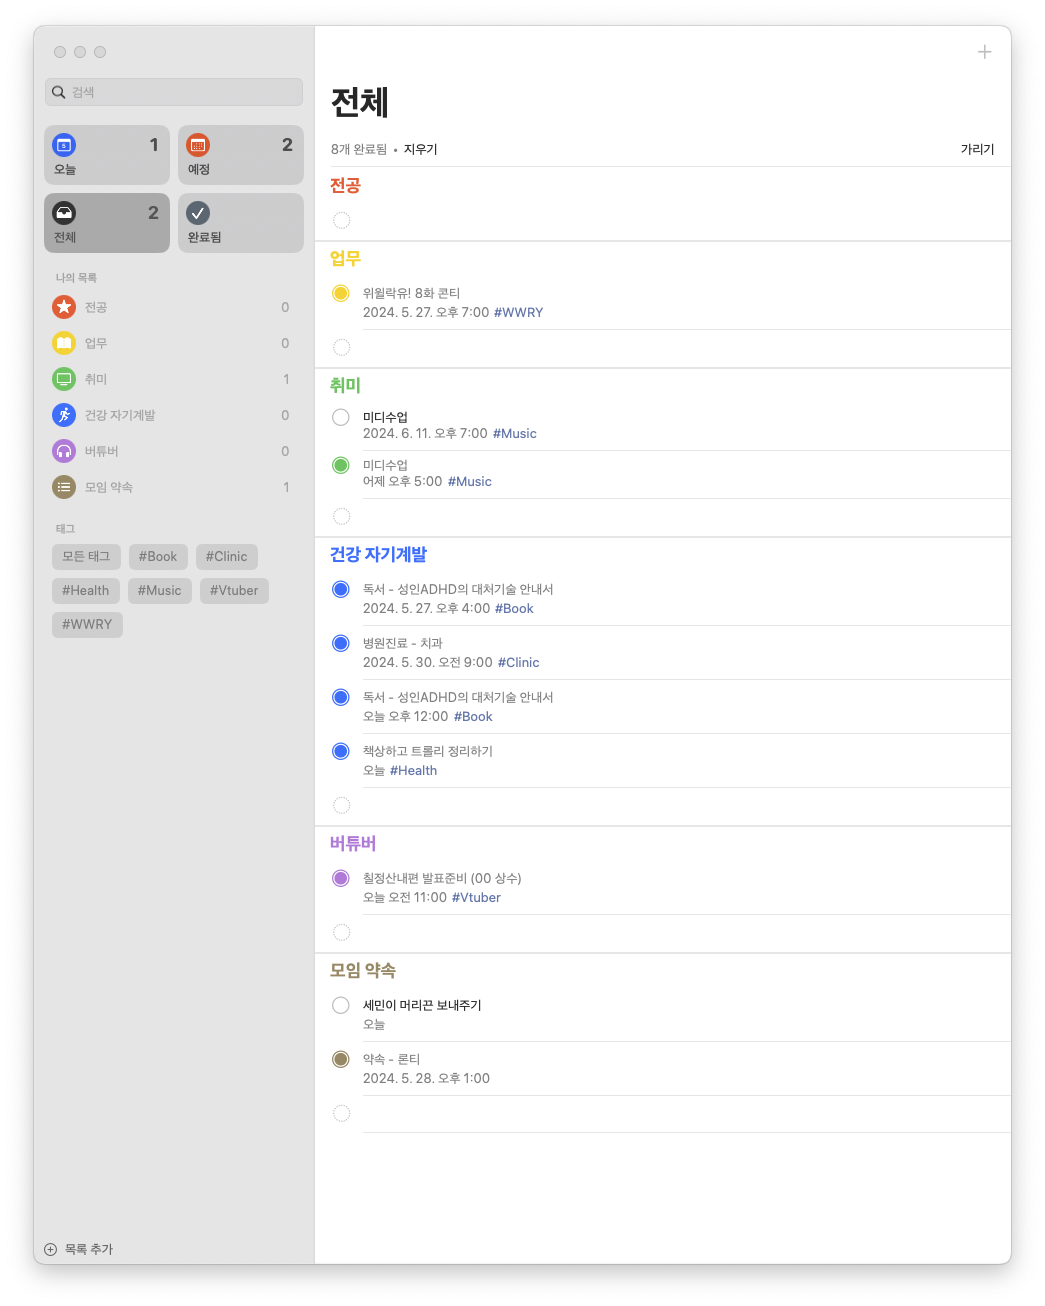 검색
5
1
오늘
2
예정
2
전체
완료됨
나의 목록
전공 0
업무 0
취미 1
건강 자기계발 0
버튜버 0
모임 약속 1
태그
모든 태그 #Book #Clinic
#Health #Music #Vtuber
#WWRY
목록 추가
전체
8개 완료됨 • 지우기 가리기
전공
업무
위윌락유! 8화 콘티
2024. 5. 27. 오후 7:00 #WWRY
취미
미디수업
2024. 6. 11. 오후 7:00 #Music
미디수업
어제 오후 5:00 #Music
건강 자기계발
독서 - 성인ADHD의 대처기술 안내서
2024. 5. 27. 오후 4:00 #Book
병원진료 - 치과
2024. 5. 30. 오전 9:00 #Clinic
독서 - 성인ADHD의 대처기술 안내서
오늘 오후 12:00 #Book
책상하고 트롤리 정리하기
오늘 #Health
버튜버
칠정산내편 발표준비 (00 상수)
오늘 오전 11:00 #Vtuber
모임 약속
세민이 머리끈 보내주기
오늘
약속 - 론티
2024. 5. 28. 오후 1:00